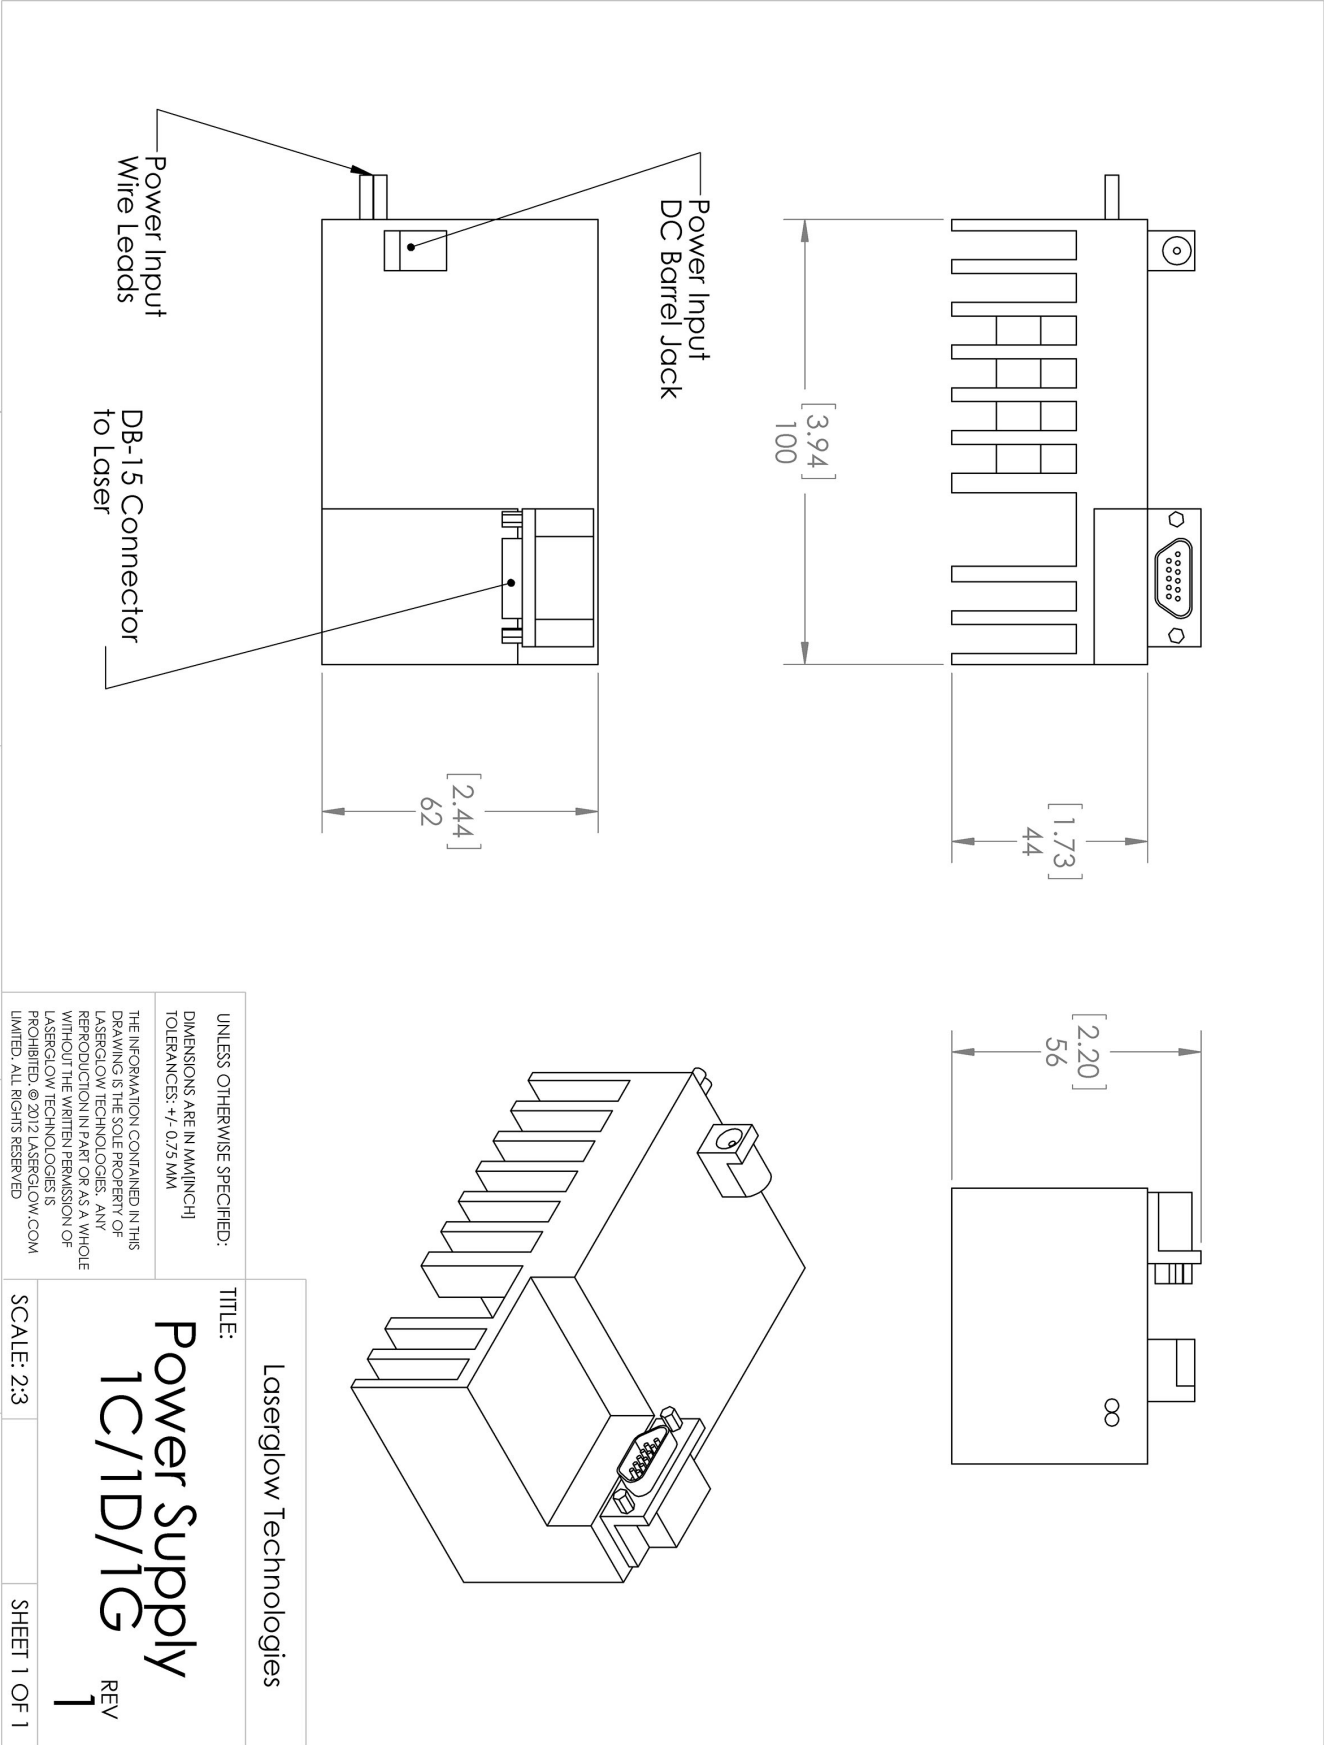 [3.94]
100
[1.73]
44
[2.20]
56
Power Input
DC Barrel Jack
[2.44]
62
Power Input
Wire Leads
DB-15 Connector
to Laser
UNLESS OTHERWISE SPECIFIED:
DIMENSIONS ARE IN MM[INCH]
TOLERANCES: +/- 0.75 MM
THE INFORMATION CONTAINED IN THIS
DRAWING IS THE SOLE PROPERTY OF
LASERGLOW TECHNOLOGIES. ANY
REPRODUCTION IN PART OR AS A WHOLE
WITHOUT THE WRITTEN PERMISSION OF
LASERGLOW TECHNOLOGIES IS
PROHIBITED. © 2012 LASERGLOW.COM
LIMITED. ALL RIGHTS RESERVED
Laserglow Technologies
TITLE:
Power Supply
1C/1D/1G
REV
1
SCALE: 2:3
SHEET 1 OF 1